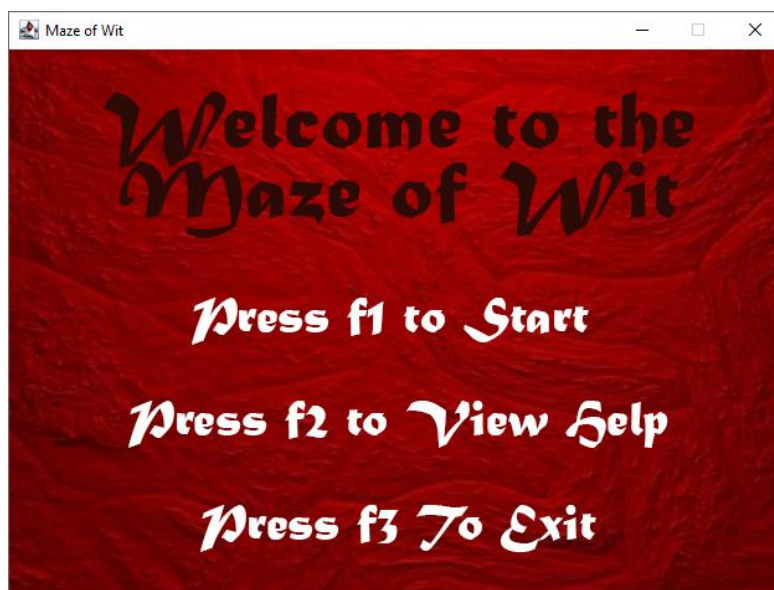 Maze of Wit
Welcome to the
Maze of Wit
Press f1 to Start
Press f2 to View Help
Press f3 To Exit